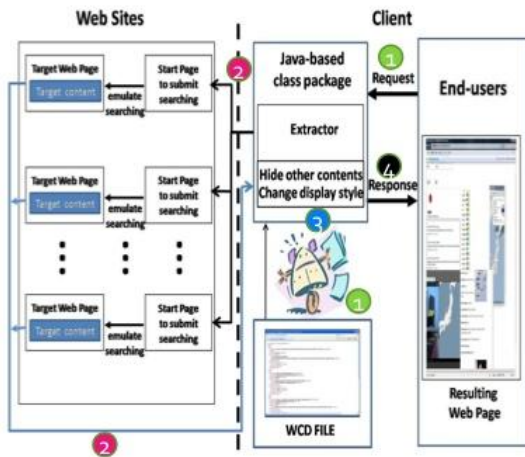 Web Sites
Client
Target Web Page
Target content
emulate
searching
Start Page
to submit
searching
2
Java-based
class package
Extractor
Hide other contents
Change display style
3
1
Request
4
Response
End-users
Target Web Page
Target content
emulate
searching
Start Page
to submit
searching
Target Web Page
Target content
emulate
searching
Start Page
to submit
searching
1
WCD FILE
Resulting
Web Page
2